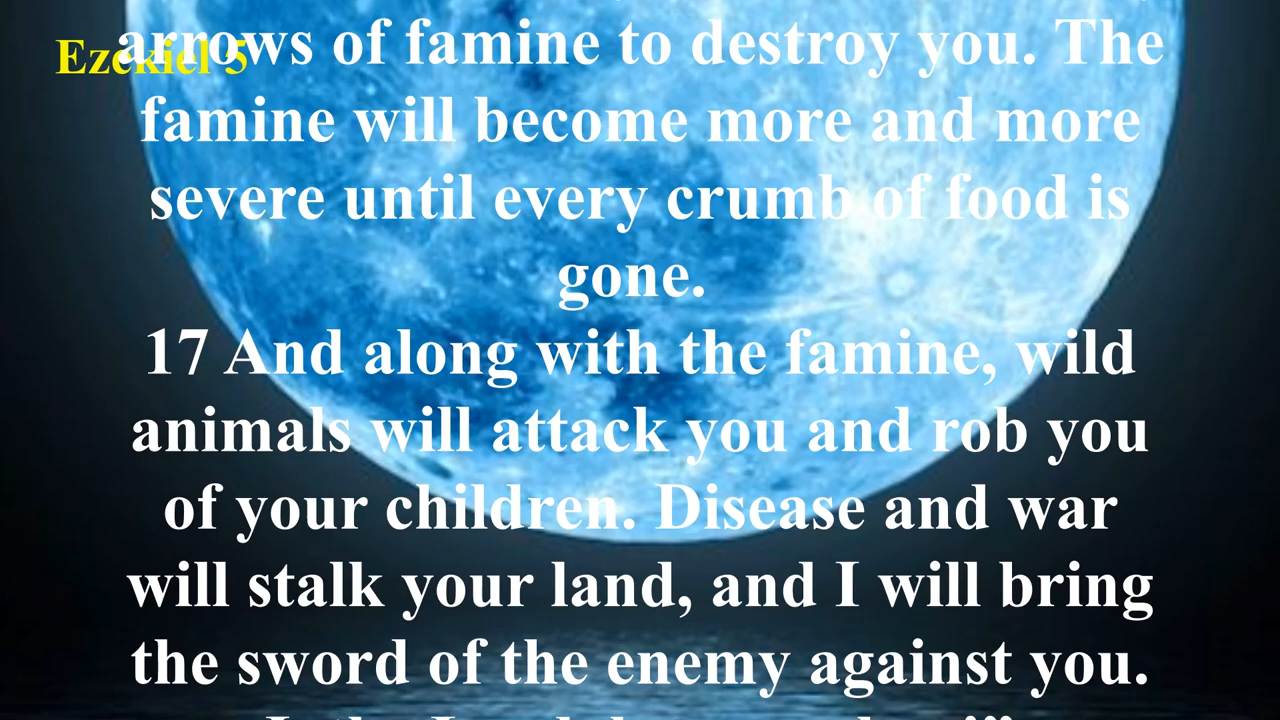 Ezekiel 5
arrows of famine to destroy you. The
famine will become more and more
severe until every crumb of food is
gone.
17 And along with the famine, wild
animals will attack you and rob you
of your children. Disease and war
will stalk your land, and I will bring
the sword of the enemy against you.